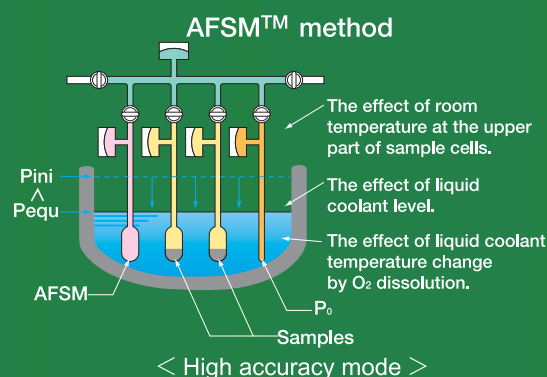 AFSM™ method
The effect of room
temperature at the upper
part of sample cells.
Pini
^
Pequ
The effect of liquid
coolant level.
The effect of liquid coolant
temperature change
by O₂ dissolution.
AFSM
P₀
Samples
< High accuracy mode >